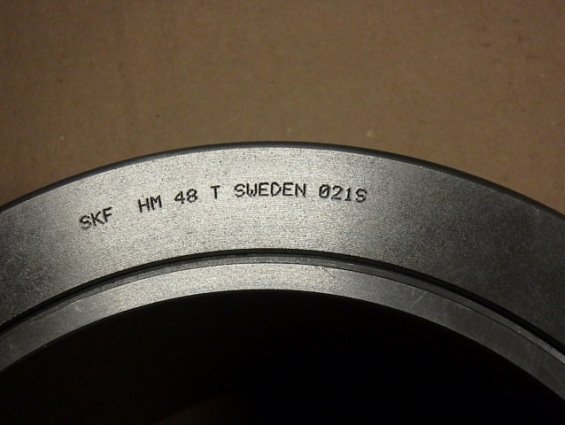 SKF HM 48 T SWEDEN 021S